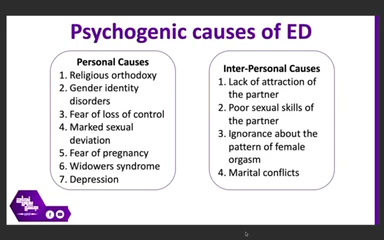 Psychogenic causes of ED
Personal Causes
1. Religious orthodoxy
2. Gender identity
disorders
3. Fear of loss of control
4. Marked sexual
deviation
5. Fear of pregnancy
6. Widowers syndrome
7. Depression
Inter-Personal Causes
1. Lack of attraction of
the partner
2. Poor sexual skills of
the partner
3. Ignorance about the
pattern of female
orgasm
4. Marital conflicts